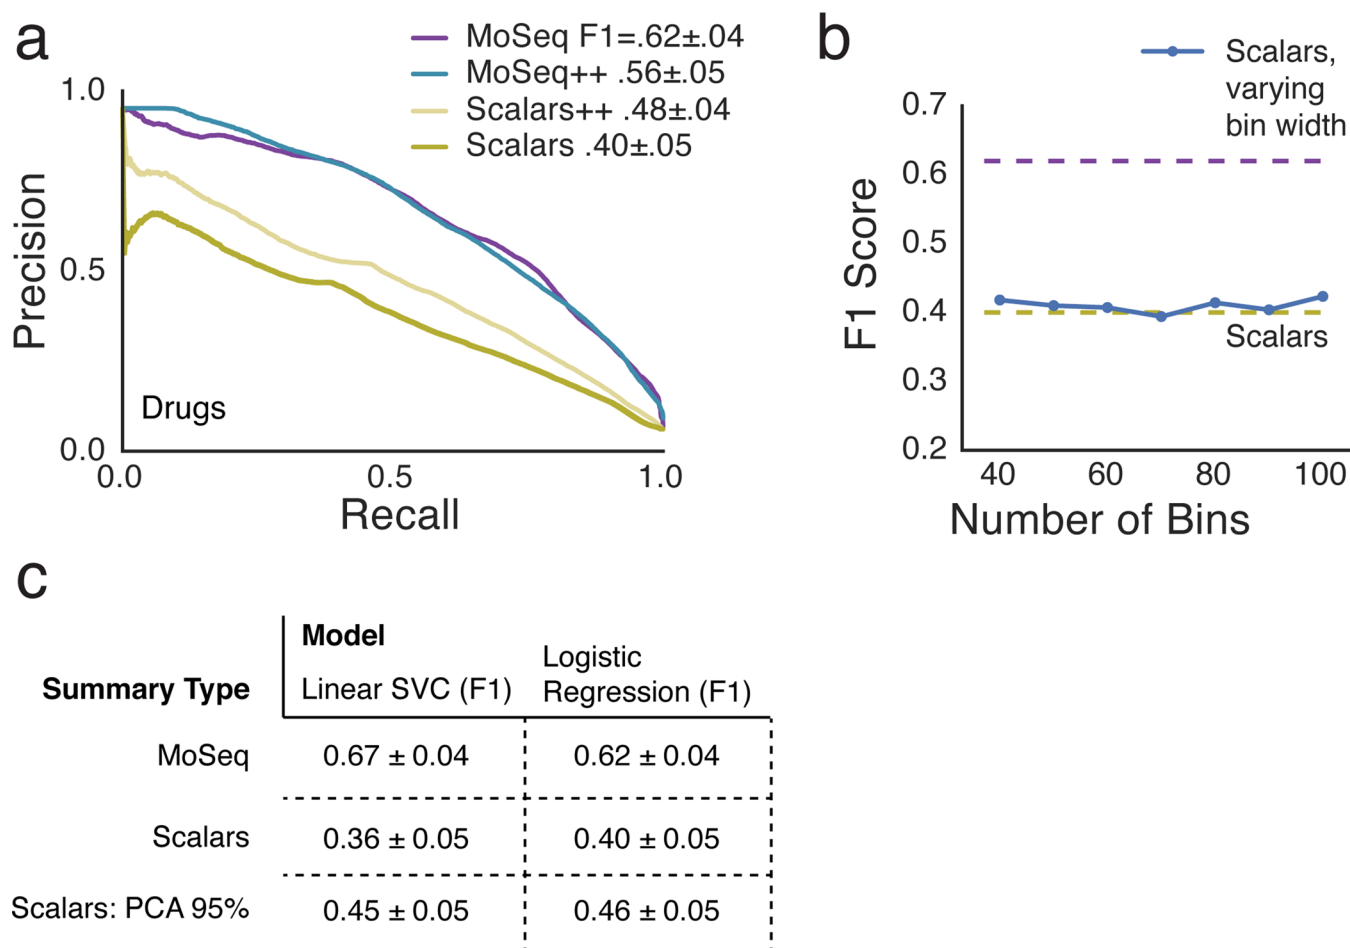 a
MoSeq F1=.62±.04
MoSeq++ .56±.05
Scalars++ .48±.04
Scalars .40±.05
1.0
0.5
0.0
Precision
Drugs
0.0 0.5 1.0
Recall
b
Scalars,
varying
bin width
0.7
0.6
0.5
0.4
0.3
0.2
F1 Score
Scalars
40 60 80 100
Number of Bins
c
Model
Summary Type
Linear SVC (F1)
Logistic
Regression (F1)
MoSeq 0.67 ± 0.04 0.62 ± 0.04
Scalars 0.36 ± 0.05 0.40 ± 0.05
Scalars: PCA 95% 0.45 ± 0.05 0.46 ± 0.05